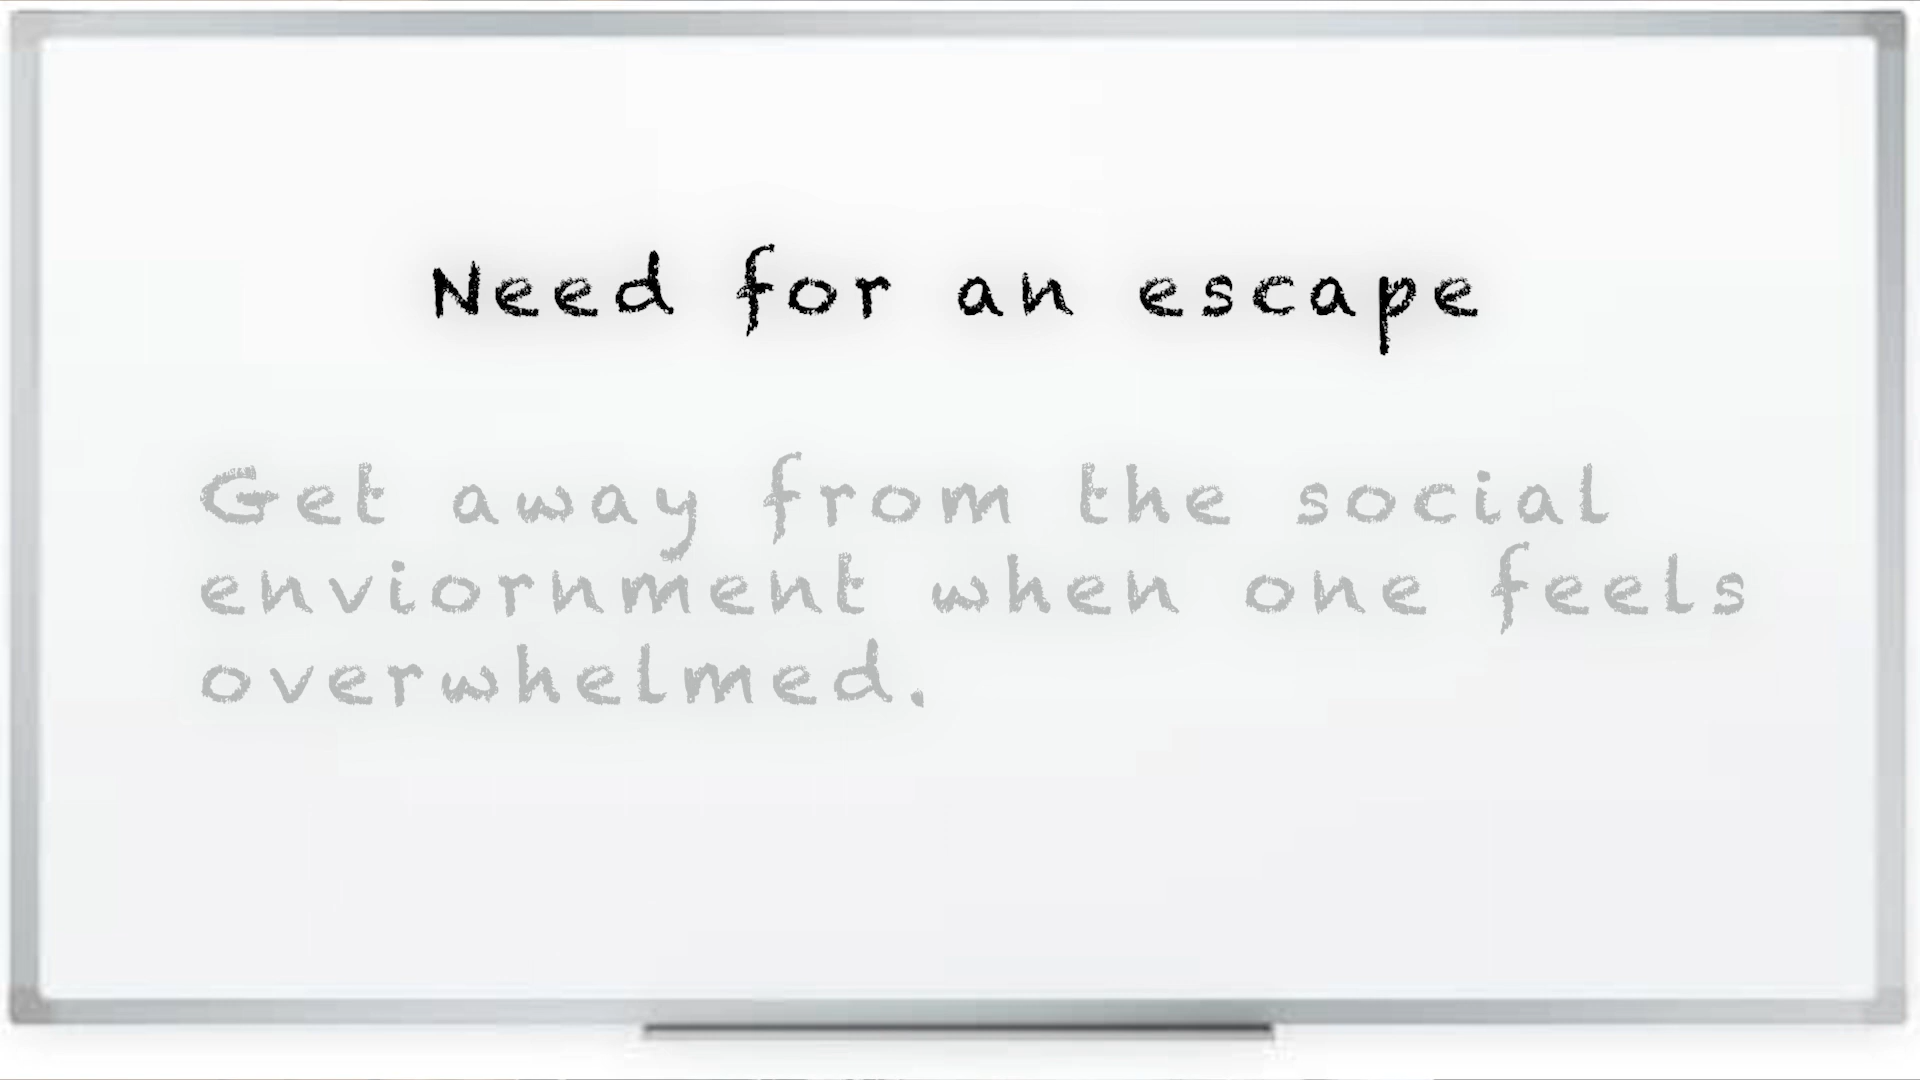 Need for an escape
Get away from the social
enviornment when one feels
overwhelmed.